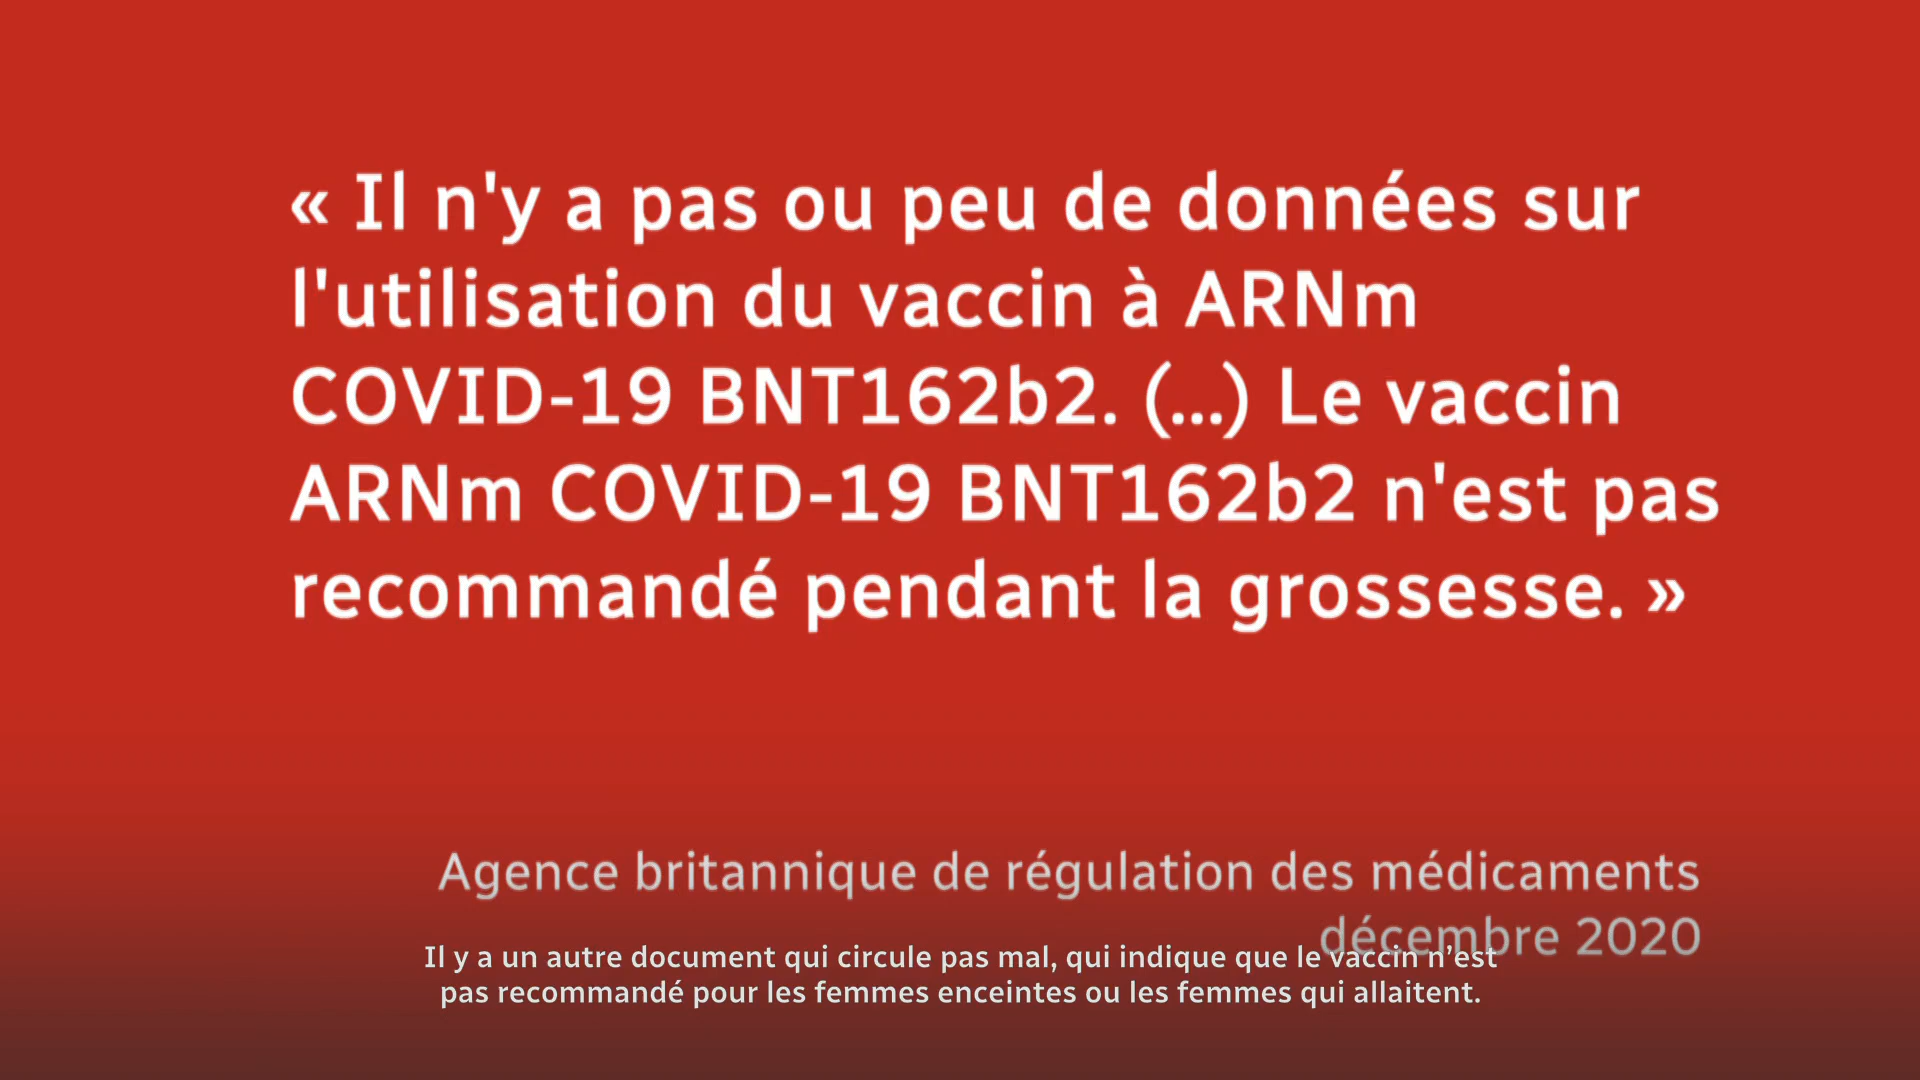 « Il n'y a pas ou peu de données sur
l'utilisation du vaccin à ARNm
COVID-19 BNT162b2. (...) Le vaccin
ARNm COVID-19 BNT162b2 n'est pas
recommandé pendant la grossesse. »
Agence britannique de régulation des médicaments
décembre 2020
Il y a un autre document qui circule pas mal, qui indique que le vaccin n’est
pas recommandé pour les femmes enceintes ou les femmes qui allaitent.